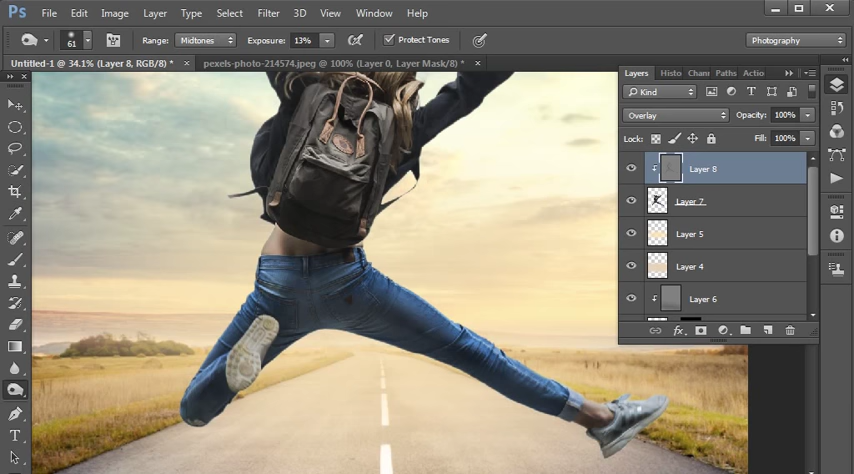 Ps File Edit Image Layer Type Select Filter 3D View Window Help
61 Range: Midtones Exposure: 13% Protect Tones Photography
Untitled-1 @ 34.1% (Layer 8, RGB/8) * × pexels-photo-214574.jpeg @ 100% (Layer 0, Layer Mask/8) * ×
Layers Histo Chan Paths Actio
Kind
Overlay Opacity: 100%
Lock: Fill: 100%
Layer 8
Layer 7
Layer 5
Layer 4
Layer 6
fx
T